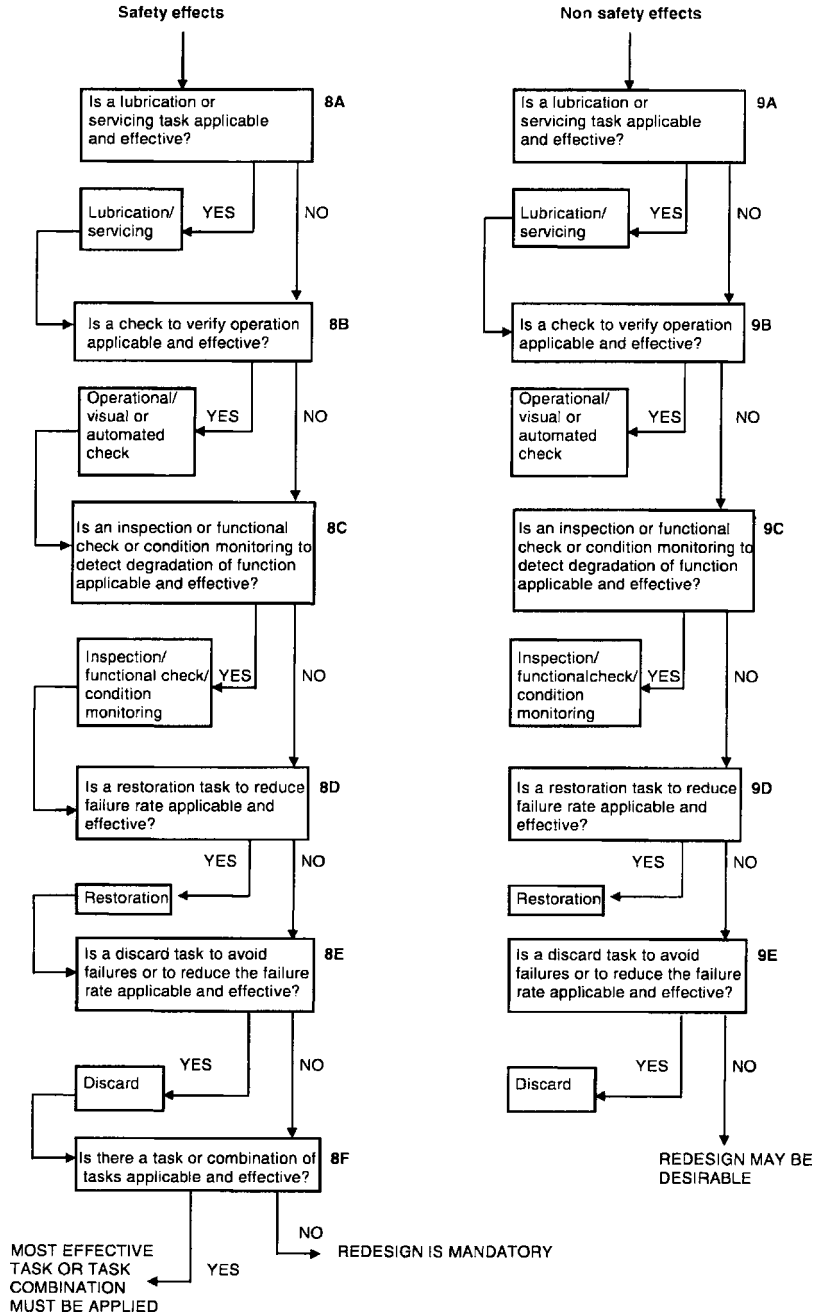 Safety effects
Is a lubrication or
servicing task applicable
and effective?
8A
Lubrication/
servicing
YES
NO
Is a check to verify operation
applicable and effective?
8B
Operational/
visual or
automated
check
YES
NO
Is an inspection or functional
check or condition monitoring to
detect degradation of function
applicable and effective?
8C
Inspection/
functional check/
condition
monitoring
YES
NO
Is a restoration task to reduce
failure rate applicable and
effective?
8D
YES
NO
Restoration
Is a discard task to avoid
failures or to reduce the failure
rate applicable and effective?
8E
YES
NO
Discard
Is there a task or combination of
tasks applicable and effective?
8F
NO
REDESIGN IS MANDATORY
YES
MOST EFFECTIVE
TASK OR TASK
COMBINATION
MUST BE APPLIED
Non safety effects
Is a lubrication or
servicing task applicable
and effective?
9A
Lubrication/
servicing
YES
NO
Is a check to verify operation
applicable and effective?
9B
Operational/
visual or
automated
check
YES
NO
Is an inspection or functional
check or condition monitoring to
detect degradation of function
applicable and effective?
9C
Inspection/
functionalcheck/
condition
monitoring
YES
NO
Is a restoration task to reduce
failure rate applicable and
effective?
9D
YES
NO
Restoration
Is a discard task to avoid
failures or to reduce the failure
rate applicable and effective?
9E
YES
NO
Discard
REDESIGN MAY BE
DESIRABLE